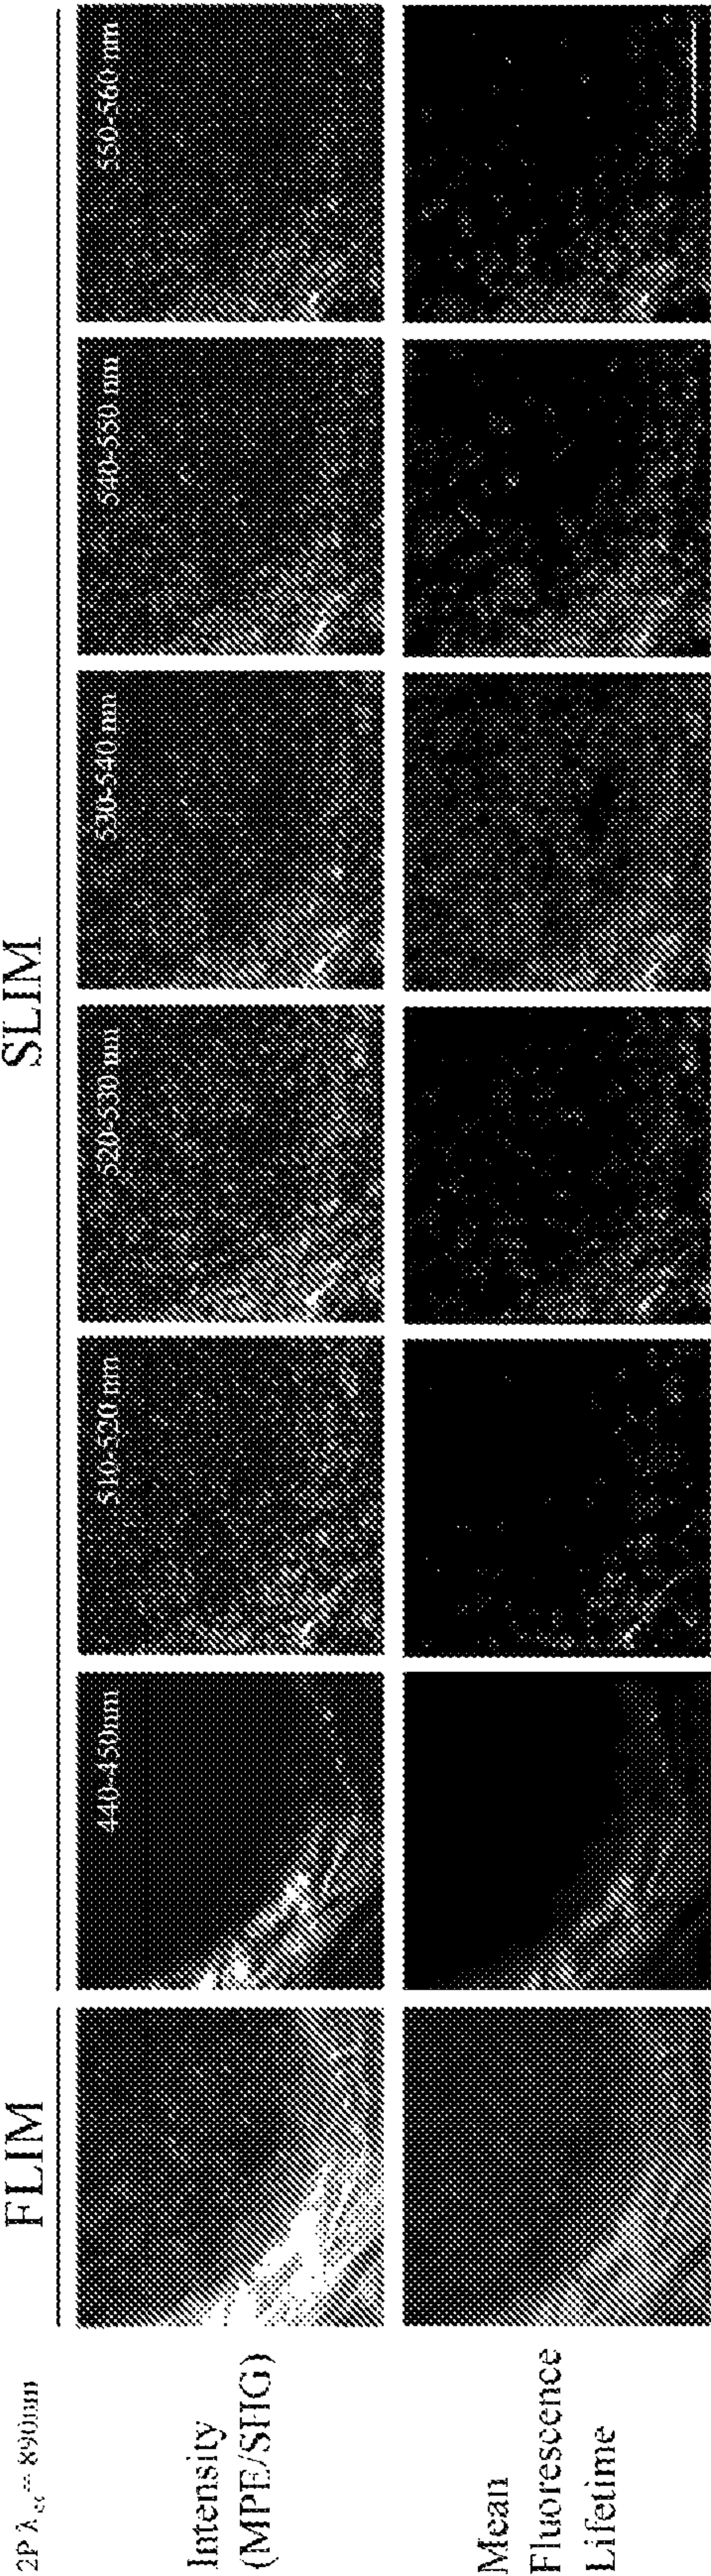 2P λex = 890nm
FLIM
SLIM
440-450nm
510-520 nm
520-530 nm
530-540 nm
540-550 nm
550-560 nm
Intensity
(MPE/SHG)
Mean
Fluorescence
Lifetime